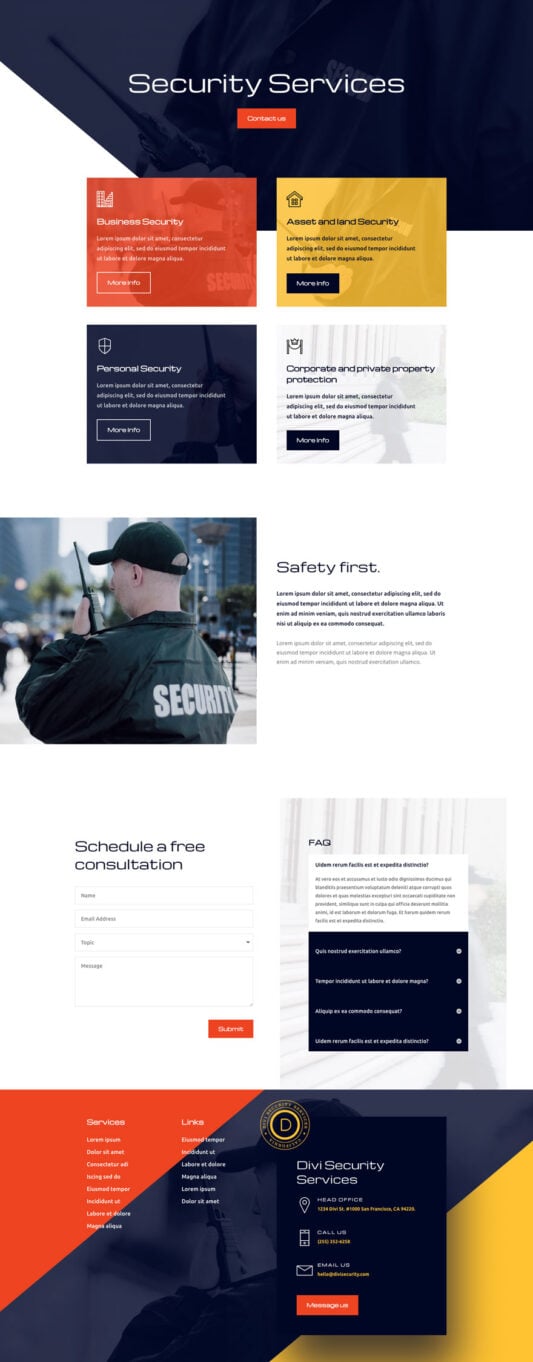 Security Services
Contact us
Business Security
Lorem ipsum dolor sit amet, consectetur
adipiscing elit, sed do eiusmod tempor incididunt
ut labore et dolore magna aliqua.
More info
SECURITY
Asset and land Security
Lorem ipsum dolor sit amet, consectetur
adipiscing elit, sed do eiusmod tempor incididunt
ut labore et dolore magna aliqua.
More info
Personal Security
Lorem ipsum dolor sit amet, consectetur
adipiscing elit, sed do eiusmod tempor incididunt
ut labore et dolore magna aliqua.
More info
Corporate and private property
protection
Lorem ipsum dolor sit amet, consectetur
adipiscing elit, sed do eiusmod tempor incididunt
ut labore et dolore magna aliqua.
More info
SECURITY
Safety first.
Lorem ipsum dolor sit amet, consectetur adipiscing elit, sed do
eiusmod tempor incididunt ut labore et dolore magna aliqua. Ut
enim ad minim veniam, quis nostrud exercitation ullamco laboris
nisi ut aliquip ex ea commodo consequat.
Lorem ipsum dolor sit amet, consectetur adipiscing elit, sed do
eiusmod tempor incididunt ut labore et dolore magna aliqua. Ut
enim ad minim veniam, quis nostrud exercitation ullamco.
Schedule a free
consultation
Name
Email Address
Topic
Message
Submit
FAQ
Uidem rerum facilis est et expedita distinctio?
At vero eos et accusamus et iusto odio dignissimos ducimus qui
blanditiis praesentium voluptatum deleniti atque corrupti quos
dolores et quas molestias excepturi sint occaecati cupiditate non
provident, similique sunt in culpa qui officia deserunt mollitia
animi, id est laborum et dolorum fuga. Et harum quidem rerum
facilis est et expedita distinctio.
Quis nostrud exercitation ullamco?
Tempor incididunt ut labore et dolore magna?
Aliquip ex ea commodo consequat?
Uidem rerum facilis est et expedita distinctio?
Services
Lorem ipsum
Dolor sit amet
Consectetur adi
Iscing sed do
Eiusmod tempor
Incididunt ut
Labore et dolore
Magna aliqua
Links
Eiusmod tempor
Incididunt ut
Labore et dolore
Magna aliqua
Lorem ipsum
Dolor sit amet
DIVI SECURITY SERVICES
D
CALIFORNIA
Divi Security
Services
HEAD OFFICE
1234 Divi St. #1000 San Francisco, CA 94220.
CALL US
(255) 352-6258
EMAIL US
hello@divisecurity.com
Message us